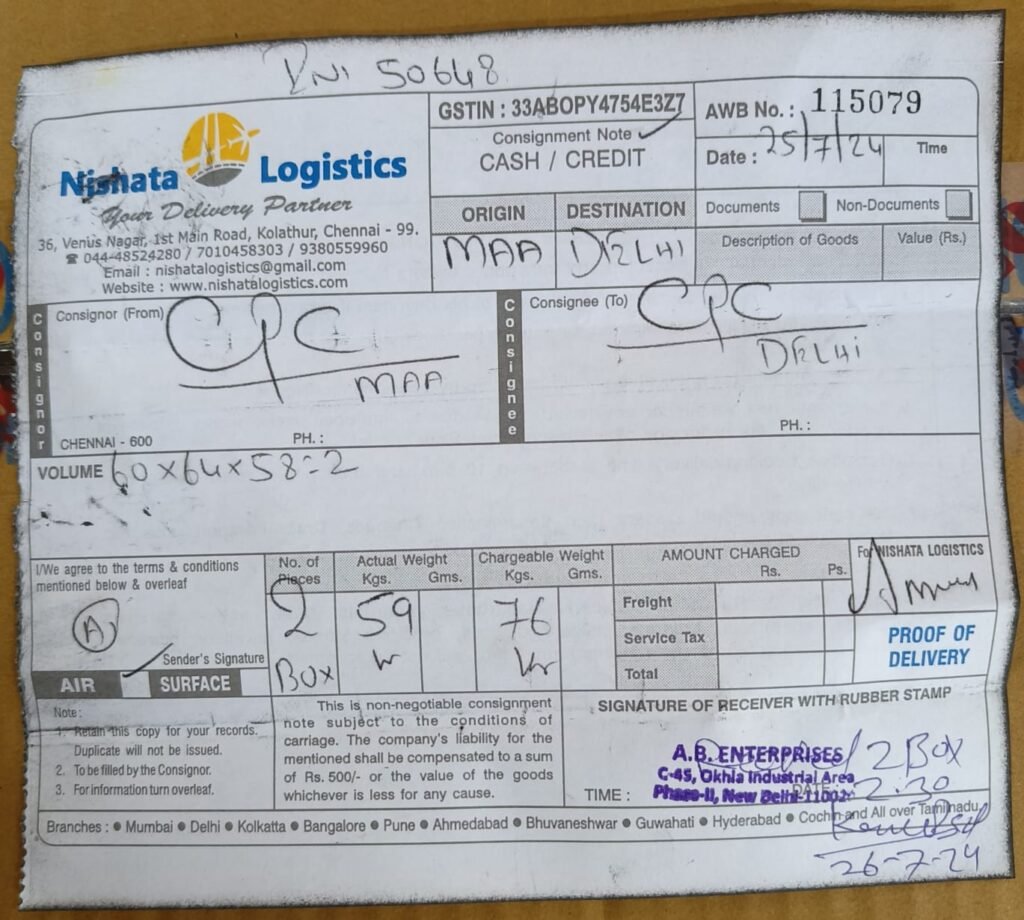 50648
Nishata Logistics
Your Delivery Partner
36, Venus Nagar, 1st Main Road, Kolathur, Chennai - 99.
☎ 044-48524280 / 7010458303 / 9380559960
Email : nishatalogistics@gmail.com
Website : www.nishatalogistics.com
GSTIN : 33ABOPY4754E3Z7
Consignment Note
CASH / CREDIT
AWB No. : 115079
Date : 25/7/24 Time
ORIGIN DESTINATION
MAA DELHI
Documents Non-Documents
Description of Goods Value (Rs.)
Consignor
Consignor (From) CPC
MAA
CHENNAI - 600 PH. :
Consignee
Consignee (To) CPC
DELHI
PH. :
VOLUME 60x64x58=2
I/We agree to the terms & conditions
mentioned below & overleaf
A
Sender's Signature
AIR SURFACE
No. of Pieces
2
Box
Actual Weight
Kgs. Gms.
59
Chargeable Weight
Kgs. Gms.
76
AMOUNT CHARGED
Rs. Ps.
Freight
Service Tax
Total
For NISHATA LOGISTICS
PROOF OF
DELIVERY
Note :
1. Retain this copy for your records.
Duplicate will not be issued.
2. To be filled by the Consignor.
3. For information turn overleaf.
This is non-negotiable consignment
note subject to the conditions of
carriage. The company's liability for the
mentioned shall be compensated to a sum
of Rs. 500/- or the value of the goods
whichever is less for any cause.
SIGNATURE OF RECEIVER WITH RUBBER STAMP
A.B. ENTERPRISES
C-45, Okhla Industrial Area
Phase-II, New Delhi-11002
2 Box
TIME : DATE : 2.30
Branches : ● Mumbai ● Delhi ● Kolkatta ● Bangalore ● Pune ● Ahmedabad ● Bhuvaneshwar ● Guwahati ● Hyderabad ● Cochin and All over Tamilnadu
26-7-24